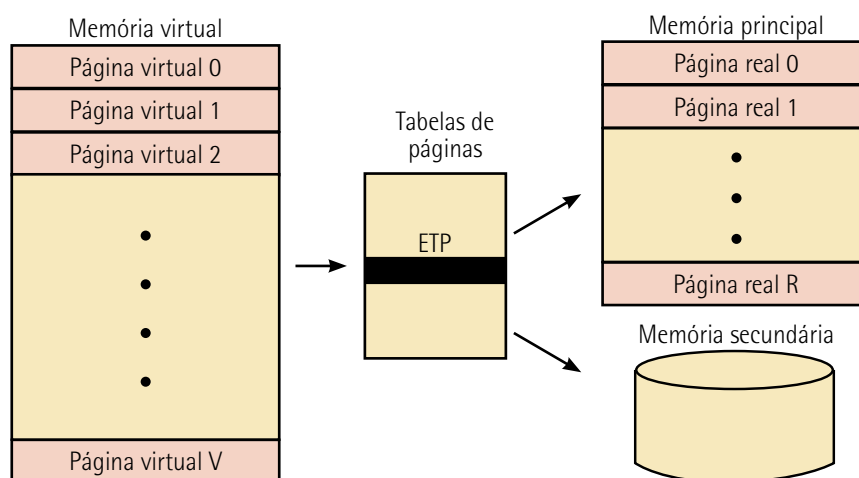 Memória virtual
Página virtual 0
Página virtual 1
Página virtual 2
Página virtual V
Tabelas de
páginas
ETP
Memória principal
Página real 0
Página real 1
Página real R
Memória secundária